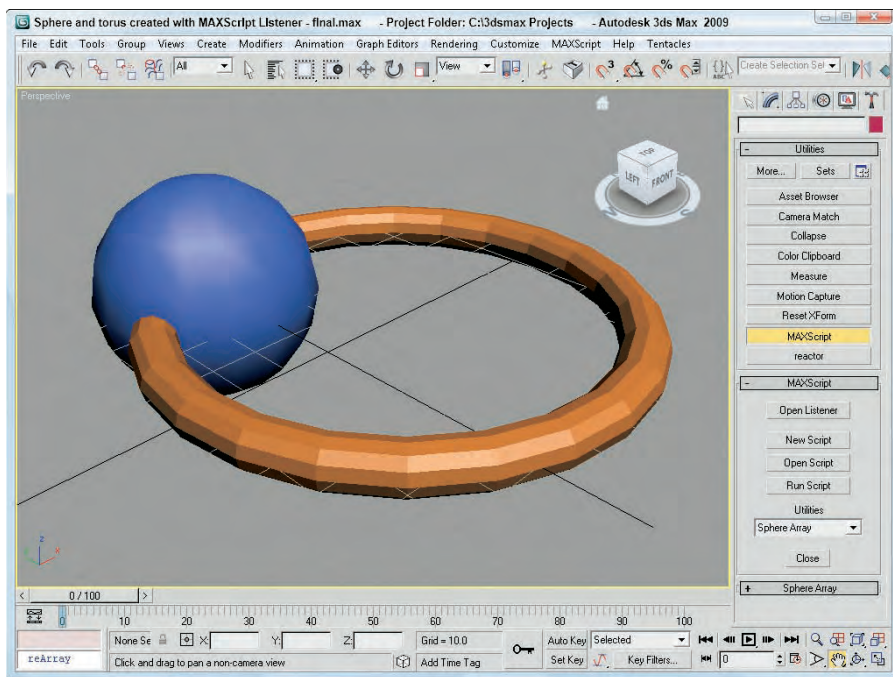 Sphere and torus created with MAXScript Listener - final.max - Project Folder: C:\3dsmax Projects - Autodesk 3ds Max 2009
File Edit Tools Group Views Create Modifiers Animation Graph Editors Rendering Customize MAXScript Help Tentacles
All View 3 % Create Selection Set
Perspective
TOP
LEFT FRONT
Utilities
More... Sets
Asset Browser
Camera Match
Collapse
Color Clipboard
Measure
Motion Capture
Reset XForm
MAXScript
reactor
MAXScript
Open Listener
New Script
Open Script
Run Script
Utilities
Sphere Array
Close
Sphere Array
z
x
0 / 100
0 10 20 30 40 50 60 70 80 90 100
None Se X: Y: Z: Grid = 10.0 Auto Key Selected
reArray Click and drag to pan a non-camera view Add Time Tag Set Key Key Filters... 0